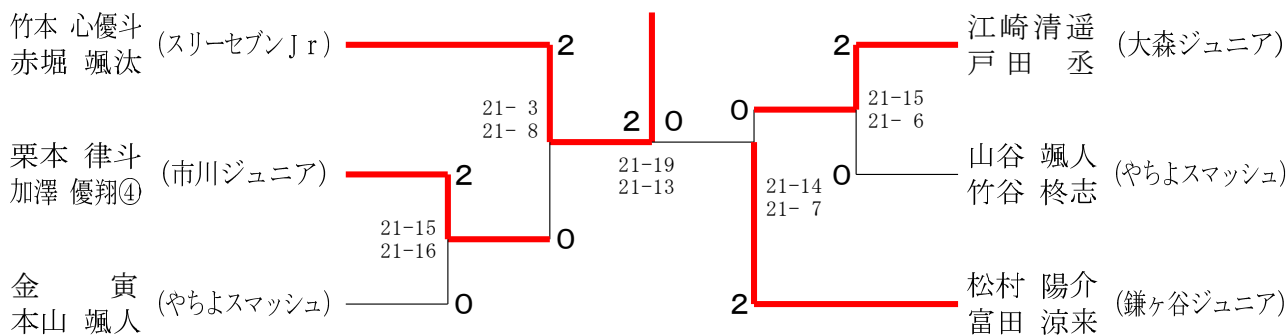 竹本 心優斗
赤堀 颯汰
(スリーセブンＪｒ)
2
21- 3
21- 8
栗本 律斗
加澤 優翔④
(市川ジュニア)
2
21-15
21-16
0
金　　寅
本山 颯人
(やちよスマッシュ)
0
2
0
21-19
21-13
江崎清遥
戸田　丞
(大森ジュニア)
2
0
21-15
21- 6
山谷 颯人
竹谷 柊志
(やちよスマッシュ)
0
21-14
21- 7
松村 陽介
富田 涼来
(鎌ヶ谷ジュニア)
2